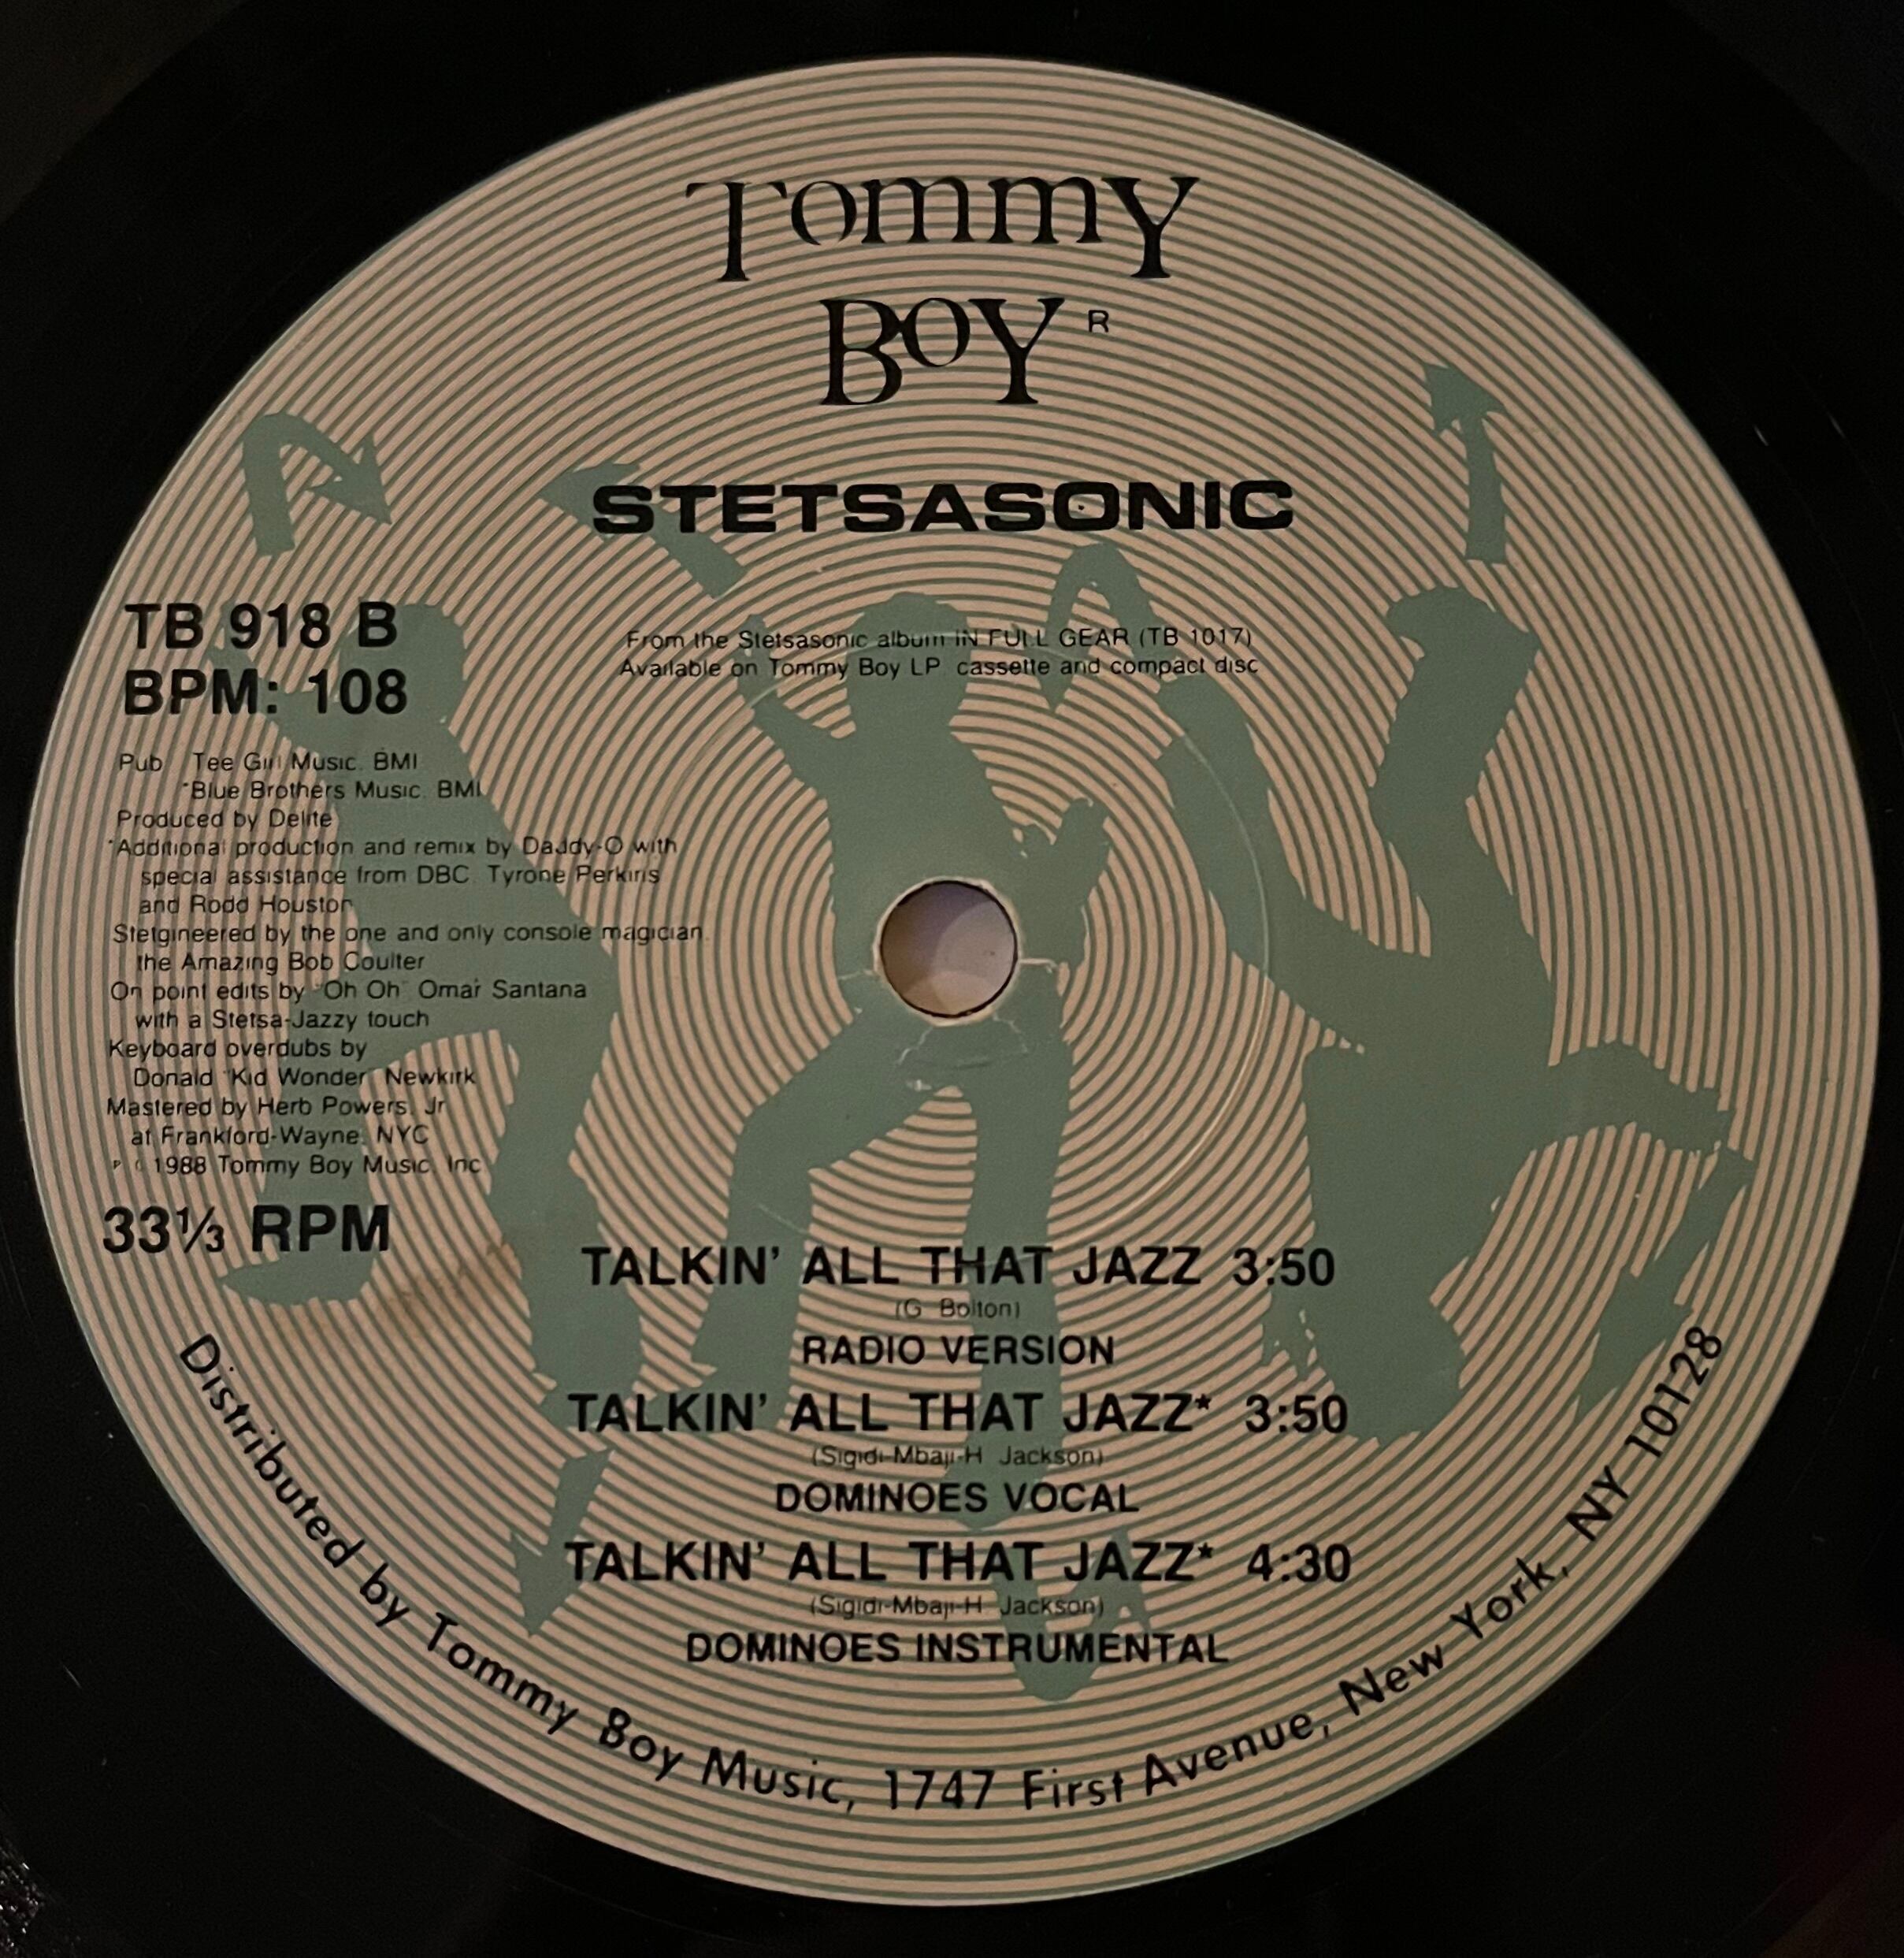 Tommy
Boy R
STETSASONIC
TB 918 B
BPM: 108
From the Stetsasonic album IN FULL GEAR (TB 1017)
Available on Tommy Boy LP cassette and compact disc
Pub Tee Girl Music. BMI
*Blue Brothers Music. BMI
Produced by Delite
*Additional production and remix by Daddy-O with
special assistance from DBC. Tyrone Perkins
and Rodd Houston
Stetgineered by the one and only console magician.
the Amazing Bob Coulter
On point edits by "Oh Oh" Omar Santana
with a Stetsa-Jazzy touch
Keyboard overdubs by
Donald "Kid Wonder" Newkirk
Mastered by Herb Powers. Jr
at Frankford-Wayne. NYC
P C 1988 Tommy Boy Music. Inc
33⅓ RPM
TALKIN' ALL THAT JAZZ 3:50
(G Bolton)
RADIO VERSION
TALKIN' ALL THAT JAZZ* 3:50
(Sigidi-Mbaji-H Jackson)
DOMINOES VOCAL
TALKIN' ALL THAT JAZZ* 4:30
(Sigidi-Mbaji-H Jackson)
DOMINOES INSTRUMENTAL
Distributed by Tommy Boy Music, 1747 First Avenue, New York, NY 10128